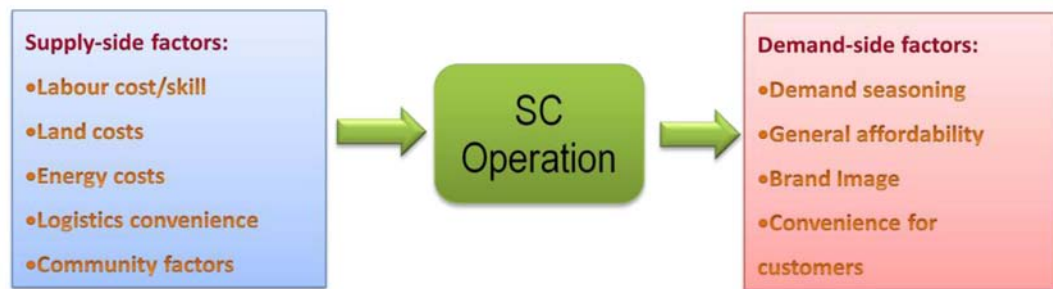 Supply-side factors:
•Labour cost/skill
•Land costs
•Energy costs
•Logistics convenience
•Community factors
SC
Operation
Demand-side factors:
•Demand seasoning
•General affordability
•Brand Image
•Convenience for
customers